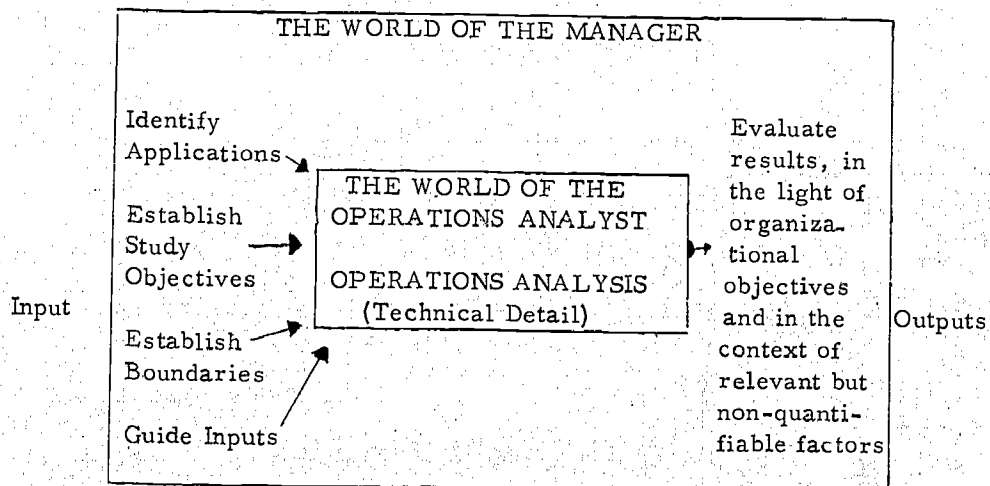 THE WORLD OF THE MANAGER
Input
Identify
Applications
Establish
Study
Objectives
Establish
Boundaries
Guide Inputs
THE WORLD OF THE
OPERATIONS ANALYST
OPERATIONS ANALYSIS
(Technical Detail)
Evaluate
results, in
the light of
organiza-
tional
objectives
and in the
context of
relevant but
non-quanti-
fiable factors
Outputs